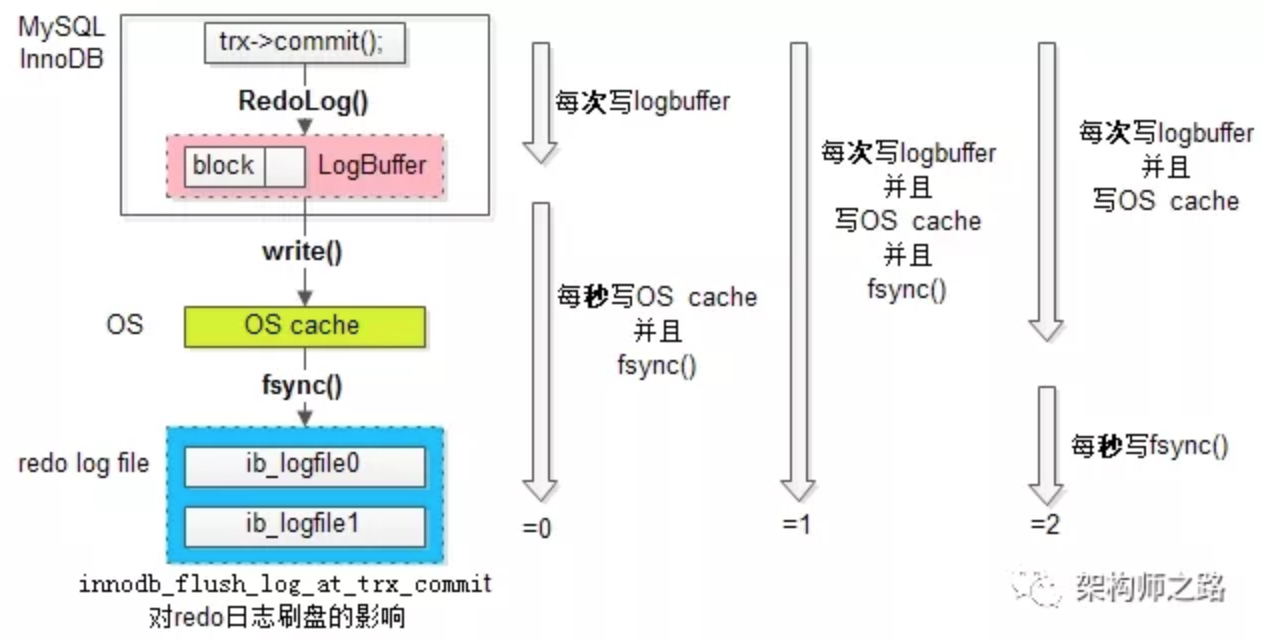 MySQL
InnoDB
trx->commit();
RedoLog()
block
LogBuffer
write()
OS
OS cache
fsync()
redo log file
ib_logfile0
ib_logfile1
innodb_flush_log_at_trx_commit
对redo日志刷盘的影响
每次写logbuffer
每秒写OS cache
并且
fsync()
=0
每次写logbuffer
并且
写OS cache
并且
fsync()
=1
每次写logbuffer
并且
写OS cache
每秒写fsync()
=2
架构师之路